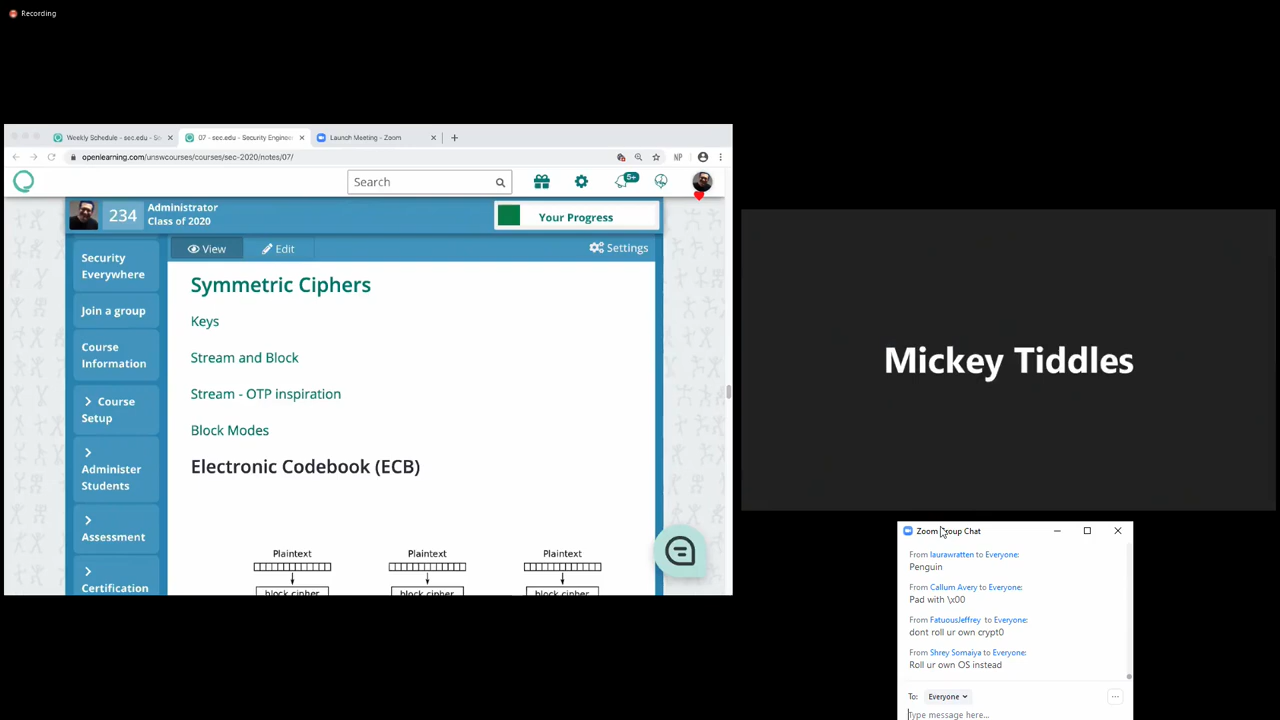 Recording
Weekly Schedule - sec.edu - Se
07 - sec.edu - Security Enginee
Launch Meeting - Zoom
openlearning.com/unswcourses/courses/sec-2020/notes/07/
NP
Search
5+
234
Administrator
Class of 2020
Your Progress
View
Edit
Settings
Security
Everywhere
Join a group
Course
Information
Course
Setup
Administer
Students
Assessment
Certification
Symmetric Ciphers
Keys
Stream and Block
Stream - OTP inspiration
Block Modes
Electronic Codebook (ECB)
Plaintext
Plaintext
Plaintext
block cipher
block cipher
block cipher
Mickey Tiddles
Zoom Group Chat
From laurawratten to Everyone:
Penguin
From Callum Avery to Everyone:
Pad with \x00
From FatuousJeffrey to Everyone:
dont roll ur own crypt0
From Shrey Somaiya to Everyone:
Roll ur own OS instead
To: Everyone
Type message here...